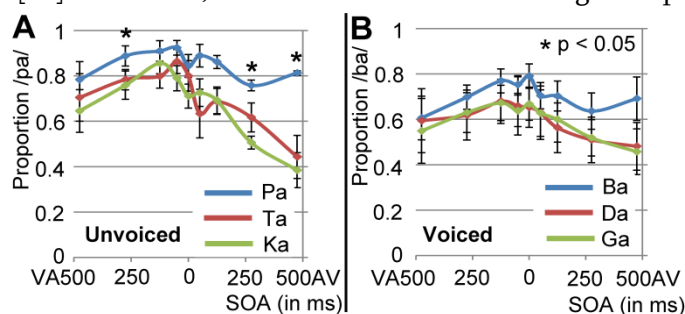 A
B
*
* p < 0.05
*
*
Proportion /pa/
1
0.8
0.6
0.4
0.2
0
Pa
Ta
Ka
Unvoiced
VA500 250 0 250 500AV
SOA (in ms)
Proportion /ba/
1
0.8
0.6
0.4
0.2
0
Ba
Da
Ga
Voiced
VA500 250 0 250 500AV
SOA (in ms)